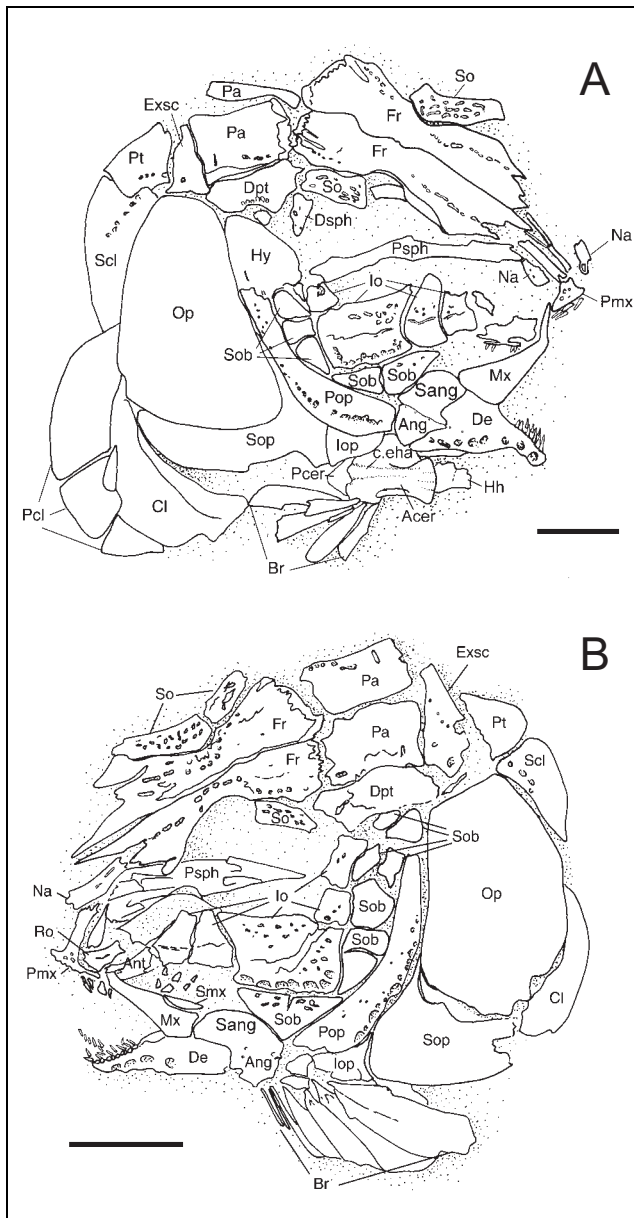 A
So
Pa
Fr
Exsc
Pa
Pt
Fr
Dpt
So
Dsph
Scl
Hy
Psph
Na
Na
Io
Pmx
Op
Sob
Sob
Sob
Mx
Sang
Pop
De
Ang
Sop
Iop
c.eha
Pcer
Hh
Cl
Acer
Pcl
Br
B
Exsc
So
Pa
Pt
Fr
Pa
Scl
Fr
Dpt
So
Sob
Psph
Op
Na
Io
Sob
Ro
Sob
Pmx
Ant
Smx
Cl
Mx
Sang
Sob
Pop
Sop
De
Ang
Iop
Br